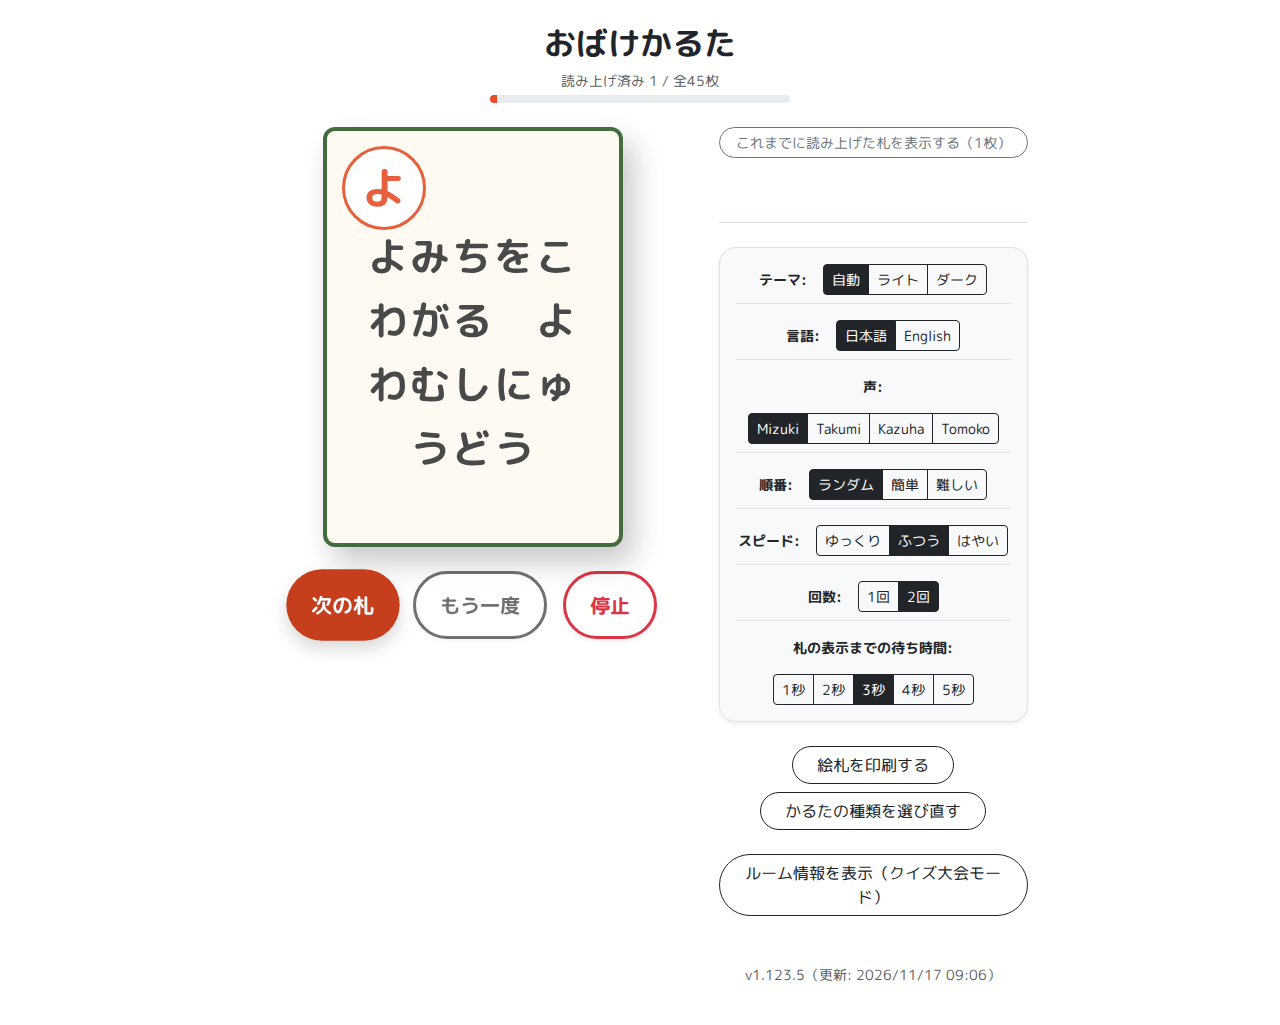 おばけかるた
読み上げ済み 1 / 全45枚
よ
よみちをこ
わがる　よ
わむしにゅ
うどう
次の札
もう一度
停止
これまでに読み上げた札を表示する（1枚）
テーマ: 自動 ライト ダーク
言語: 日本語 English
声:
Mizuki Takumi Kazuha Tomoko
順番: ランダム 簡単 難しい
スピード: ゆっくり ふつう はやい
回数: 1回 2回
札の表示までの待ち時間:
1秒 2秒 3秒 4秒 5秒
絵札を印刷する
かるたの種類を選び直す
ルーム情報を表示（クイズ大会モー
ド）
v1.123.5（更新: 2026/11/17 09:06）